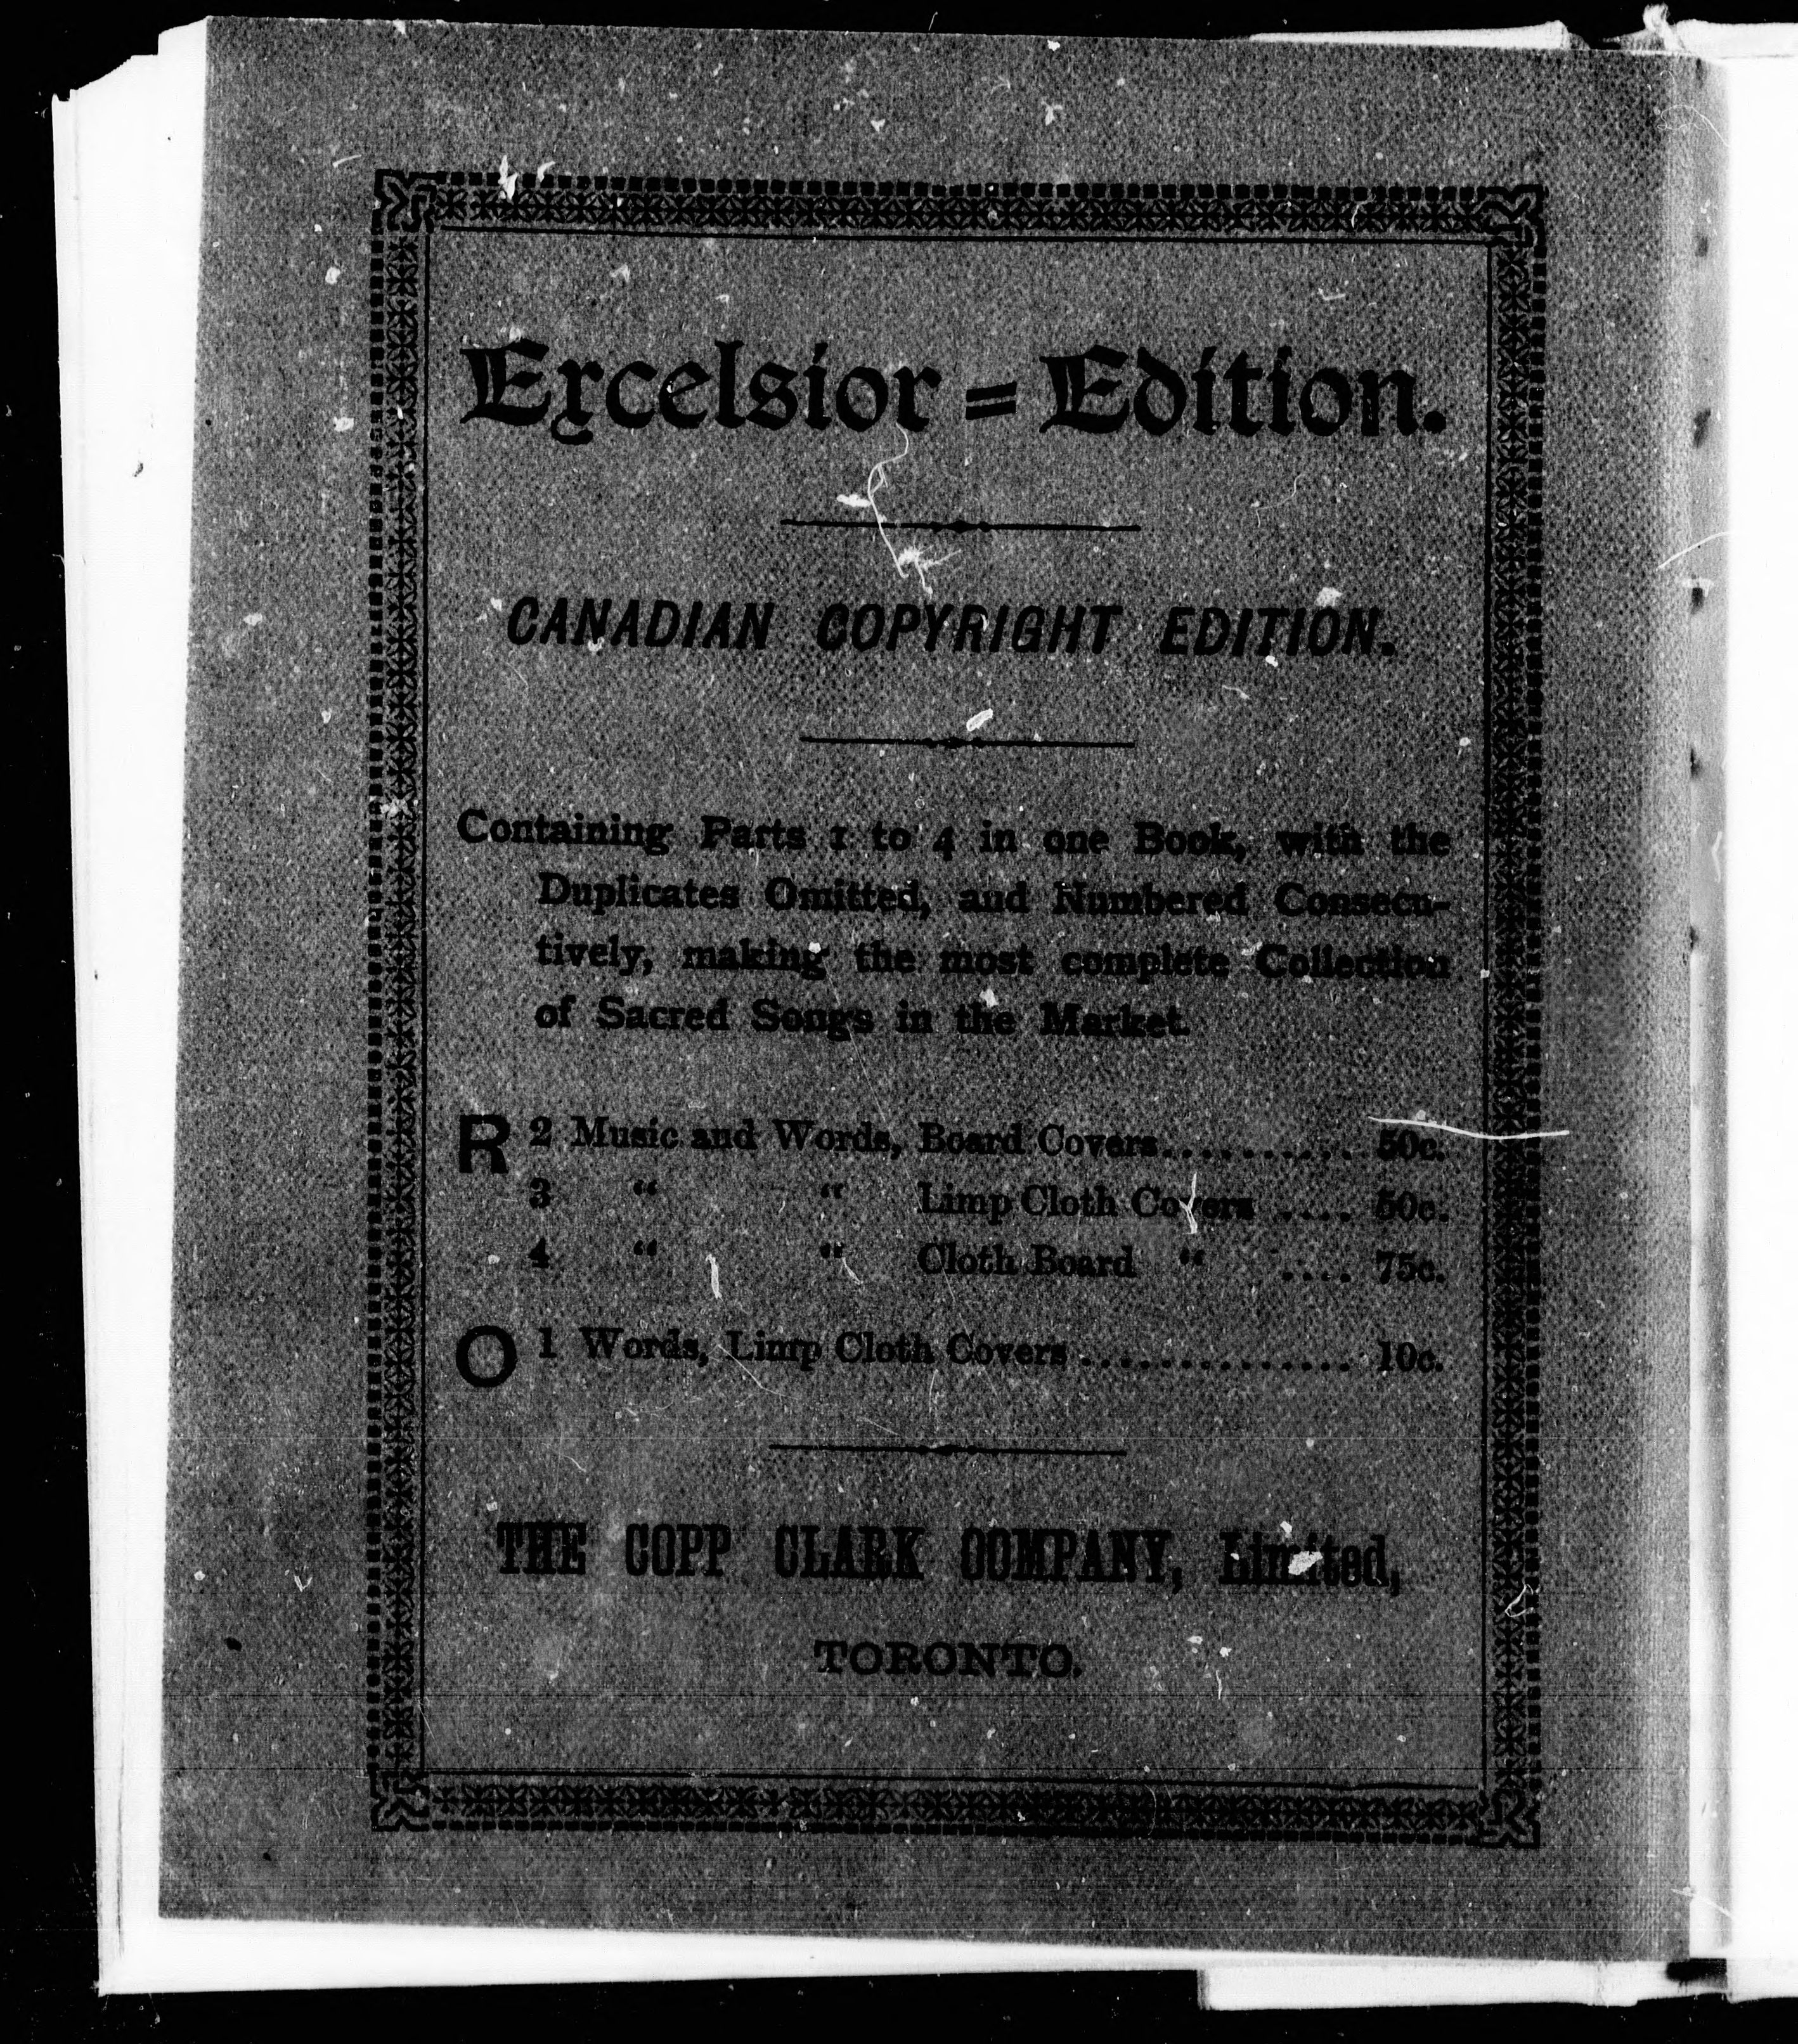 Excelsior = Edition.
CANADIAN COPYRIGHT EDITION.
Containing Parts 1 to 4 in one Book, with the
Duplicates Omitted, and Numbered Consecu-
tively, making the most complete Collection
of Sacred Songs in the Market.
R 2 Music and Words, Board Covers........... 50c.
3 " " Limp Cloth Covers .... 50c.
4 " " Cloth Board " .... 75c.
O 1 Words, Limp Cloth Covers ............... 10c.
THE COPP CLARK COMPANY, Limited,
TORONTO.